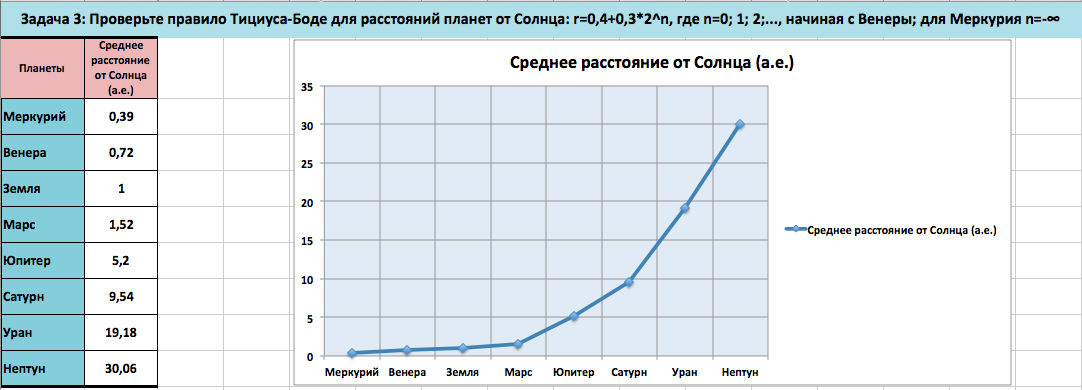 Задача 3: Проверьте правило Тициуса-Боде для расстояний планет от Солнца: r=0,4+0,3*2^n, где n=0; 1; 2;..., начиная с Венеры; для Меркурия n=-∞
Планеты
Среднее
расстояние
от Солнца
(а.е.)
Меркурий 0,39
Венера 0,72
Земля 1
Марс 1,52
Юпитер 5,2
Сатурн 9,54
Уран 19,18
Нептун 30,06
Среднее расстояние от Солнца (а.е.)
35
30
25
20
15
10
5
0
Меркурий Венера Земля Марс Юпитер Сатурн Уран Нептун
Среднее расстояние от Солнца (а.е.)